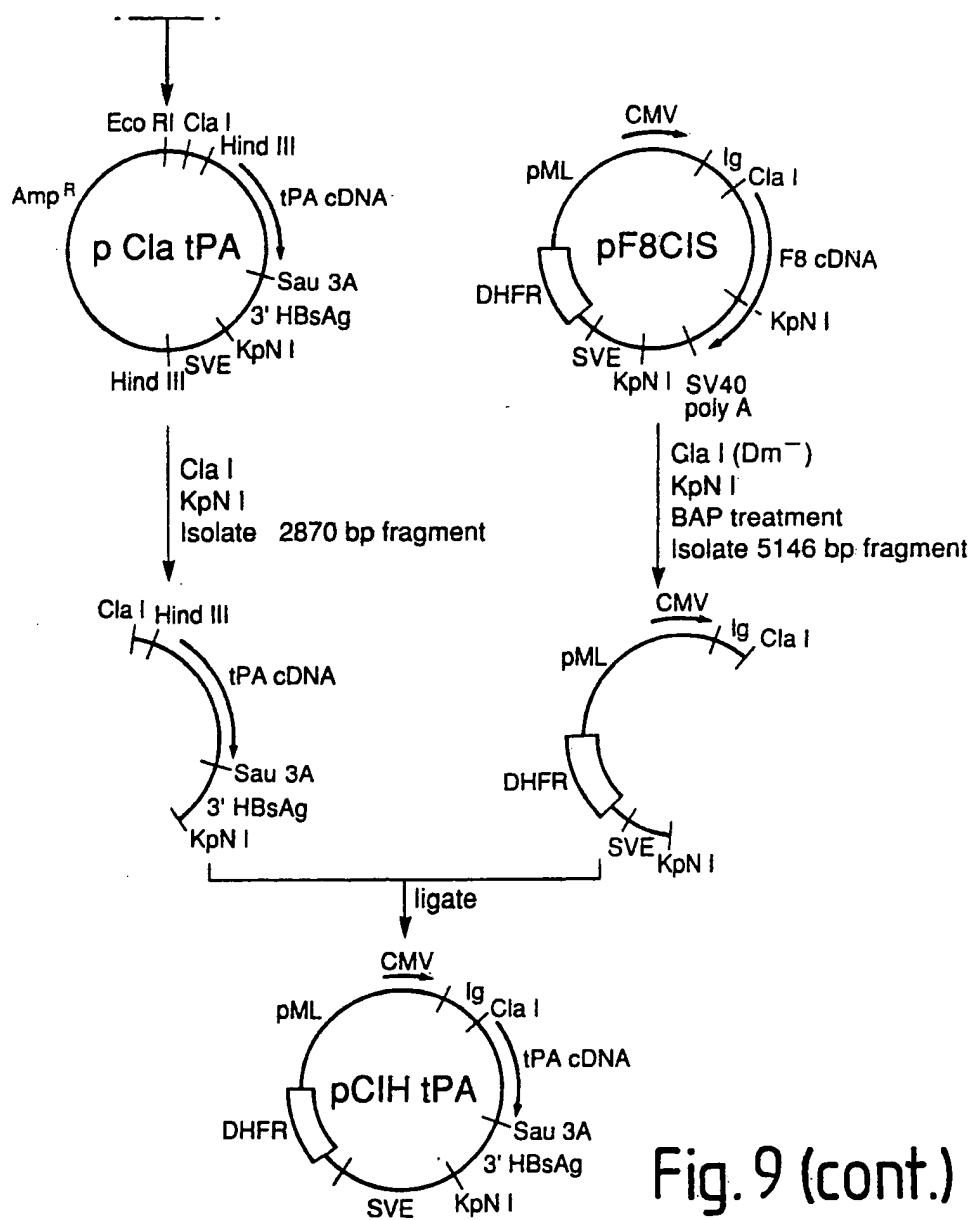 Eco RI
Cla I
Hind III
Amp R
tPA cDNA
p Cla tPA
Sau 3A
3' HBsAg
KpN I
SVE
Hind III
CMV
Ig
Cla I
pML
pF8CIS
F8 cDNA
DHFR
KpN I
SVE
KpN I
SV40
poly A
Cla I
KpN I
Isolate 2870 bp fragment
Cla I (Dm−)
KpN I
BAP treatment
Isolate 5146 bp fragment
Cla I
Hind III
tPA cDNA
Sau 3A
3' HBsAg
KpN I
CMV
Ig
Cla I
pML
DHFR
SVE
KpN I
ligate
CMV
Ig
Cla I
pML
tPA cDNA
pCIH tPA
DHFR
Sau 3A
3' HBsAg
KpN I
SVE
Fig. 9 (cont.)